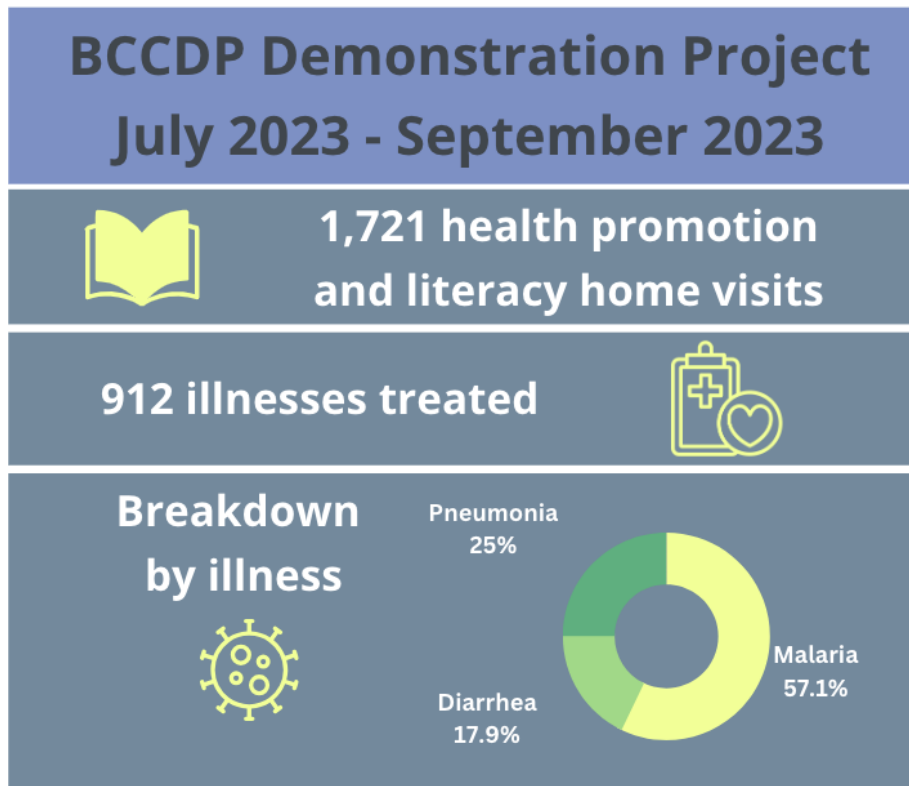 BCCDP Demonstration Project
July 2023 - September 2023
1,721 health promotion
and literacy home visits
912 illnesses treated
Breakdown
by illness
Pneumonia
25%
Malaria
57.1%
Diarrhea
17.9%